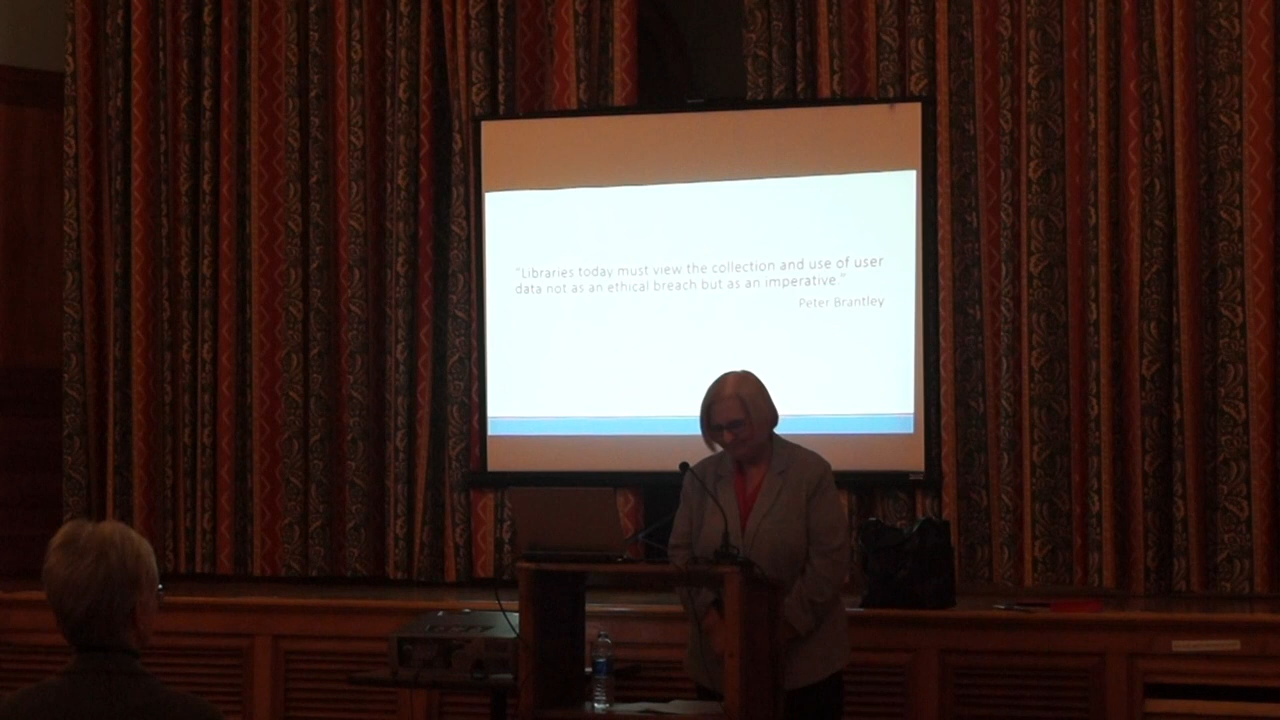 "Libraries today must view the collection and use of user
data not as an ethical breach but as an imperative."
Peter Brantley